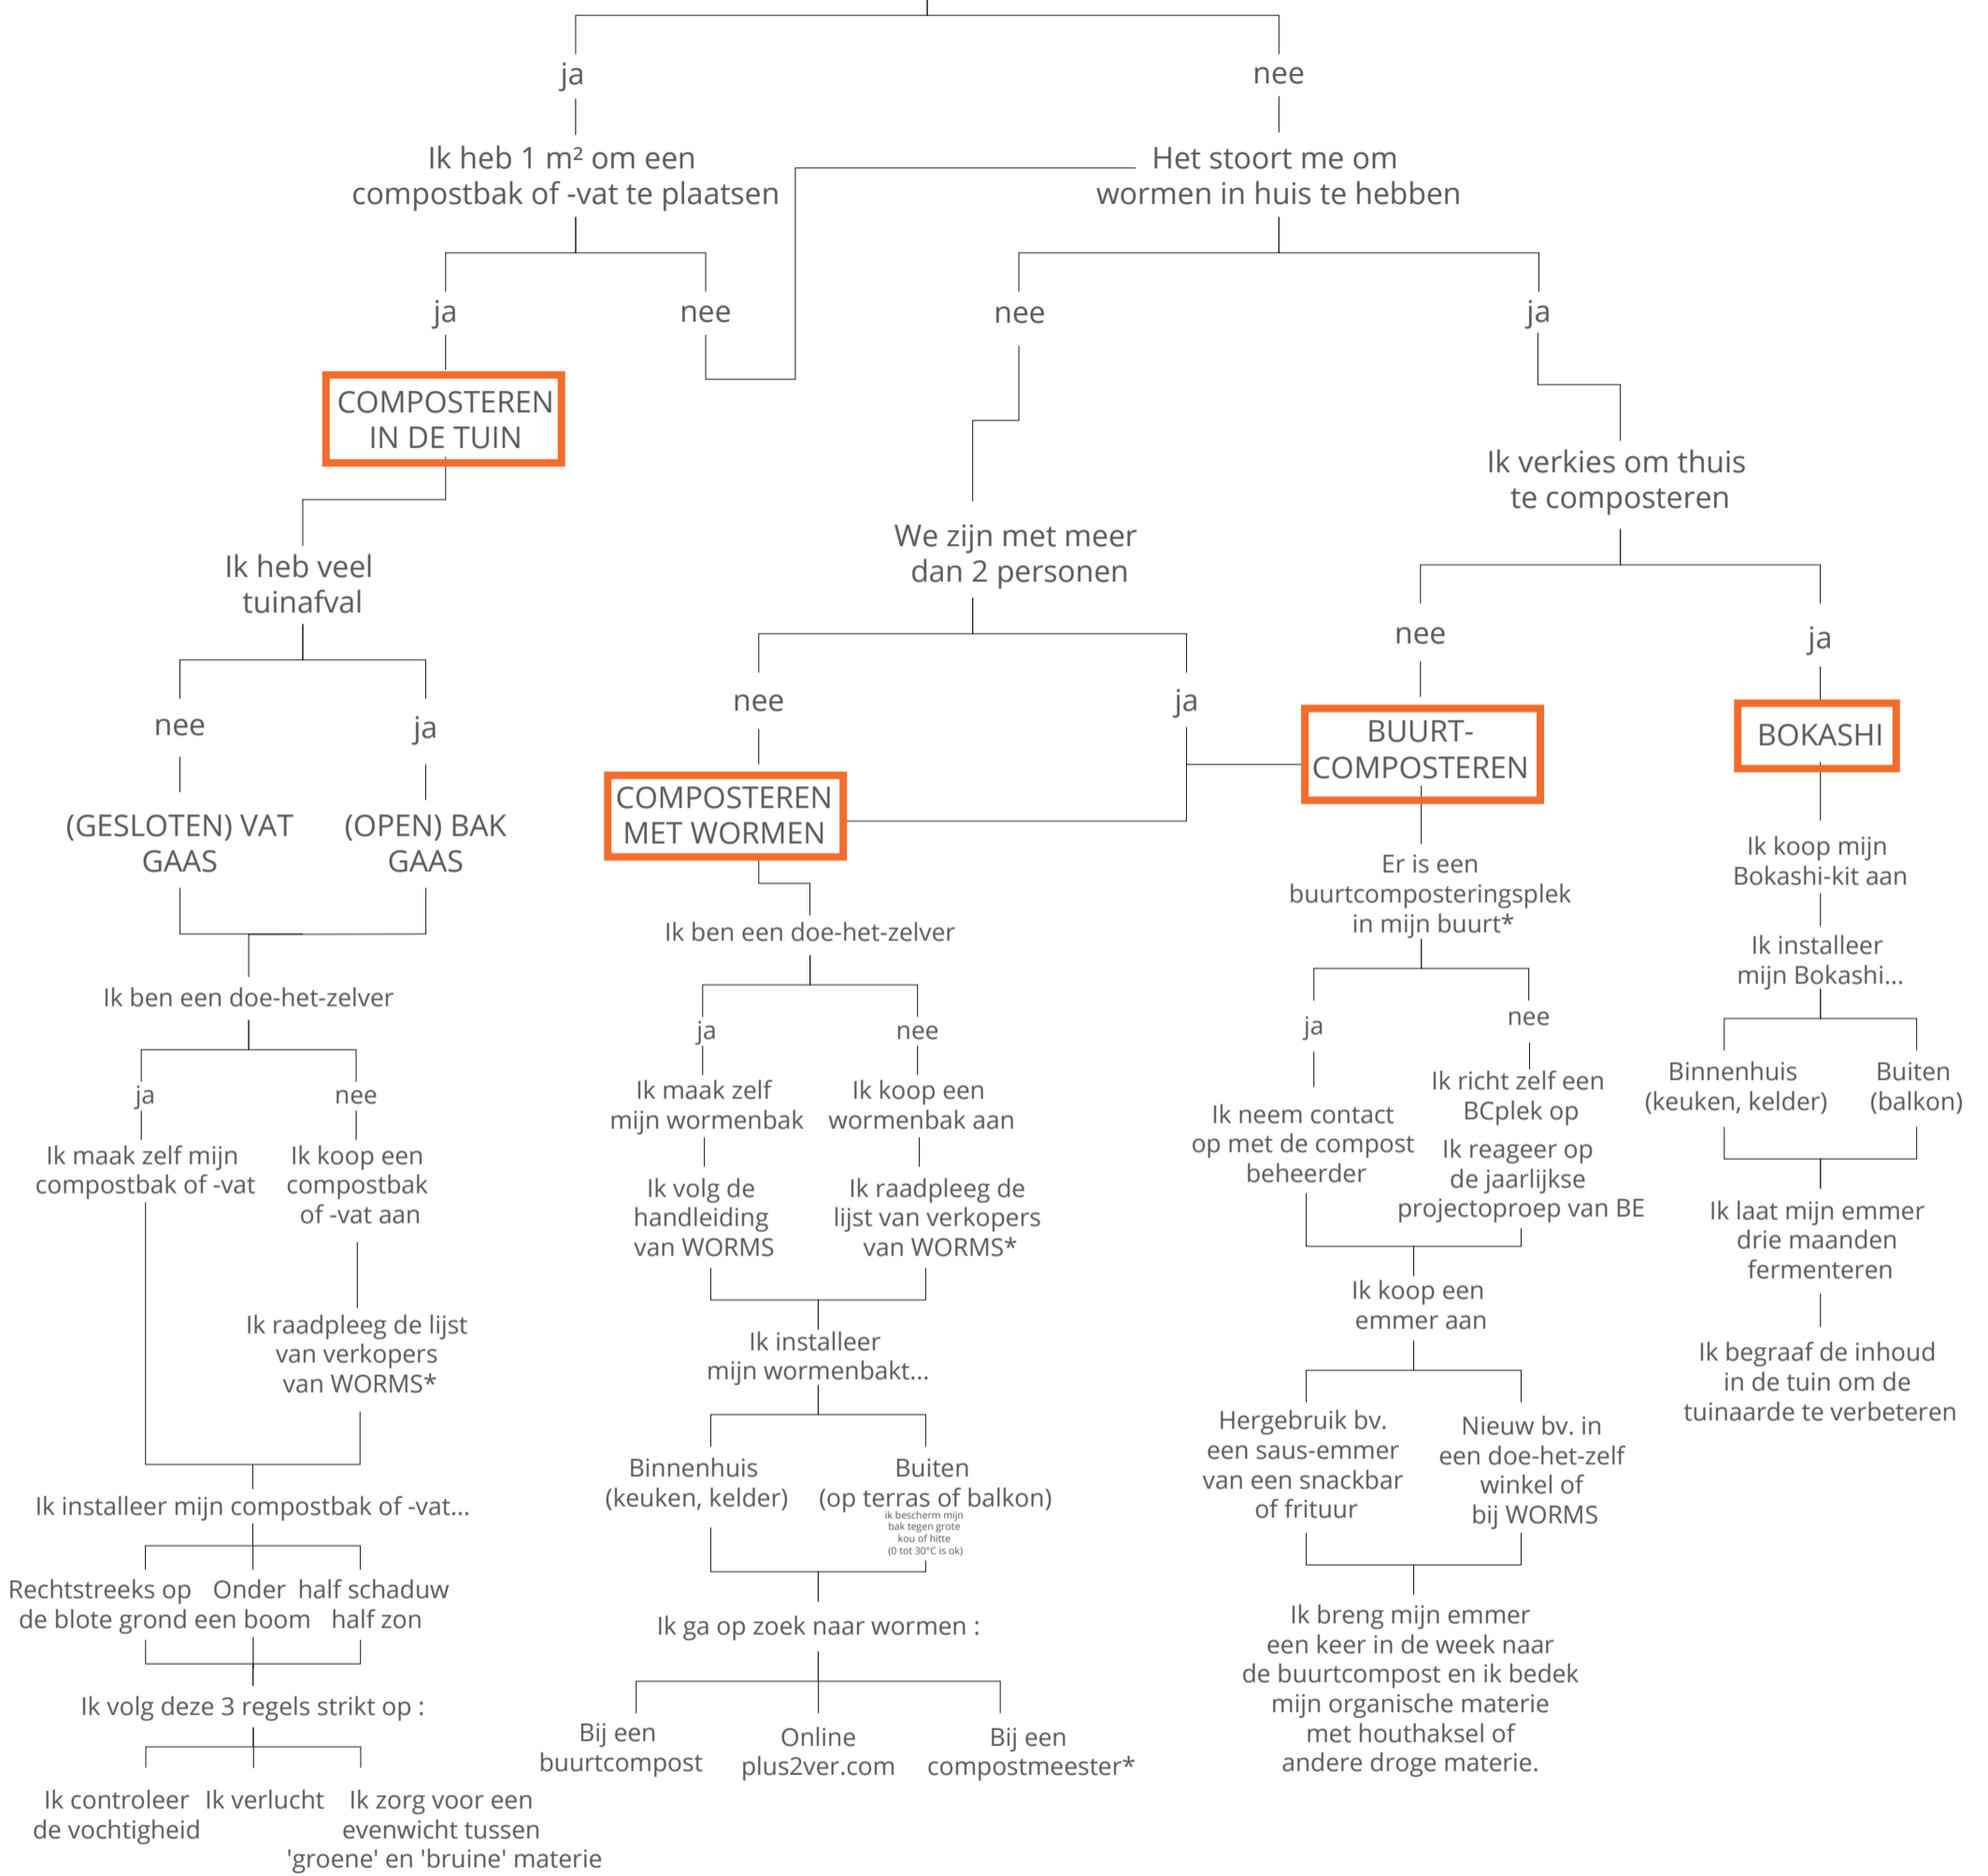 ja
nee
Ik heb 1 m² om een
compostbak of -vat te plaatsen
Het stoort me om
wormen in huis te hebben
ja
nee
nee
ja
COMPOSTEREN
IN DE TUIN
Ik verkies om thuis
te composteren
We zijn met meer
dan 2 personen
Ik heb veel
tuinafval
nee
ja
nee
ja
nee
ja
(GESLOTEN) VAT
GAAS
(OPEN) BAK
GAAS
COMPOSTEREN
MET WORMEN
BUURT-
COMPOSTEREN
BOKASHI
Ik ben een doe-het-zelver
ja
nee
Ik maak zelf mijn
compostbak of -vat
Ik koop een
compostbak
of -vat aan
Ik raadpleeg de lijst
van verkopers
van WORMS*
Ik installeer mijn compostbak of -vat...
Rechtstreeks op
de blote grond
Onder
een boom
half schaduw
half zon
Ik volg deze 3 regels strikt op :
Ik controleer
de vochtigheid
Ik verlucht
Ik zorg voor een
evenwicht tussen
'groene' en 'bruine' materie
Ik ben een doe-het-zelver
ja
nee
Ik maak zelf
mijn wormenbak
Ik koop een
wormenbak aan
Ik volg de
handleiding
van WORMS
Ik raadpleeg de
lijst van verkopers
van WORMS*
Ik installeer
mijn wormenbakt...
Binnenhuis
(keuken, kelder)
Buiten
(op terras of balkon)
ik bescherm mijn
bak tegen grote
kou of hitte
(0 tot 30°C is ok)
Ik ga op zoek naar wormen :
Bij een
buurtcompost
Online
plus2ver.com
Bij een
compostmeester*
Er is een
buurtcomposteringsplek
in mijn buurt*
ja
nee
Ik neem contact
op met de compost
beheerder
Ik richt zelf een
BCplek op
Ik reageer op
de jaarlijkse
projectoproep van BE
Ik koop een
emmer aan
Hergebruik bv.
een saus-emmer
van een snackbar
of frituur
Nieuw bv. in
een doe-het-zelf
winkel of
bij WORMS
Ik breng mijn emmer
een keer in de week naar
de buurtcompost en ik bedek
mijn organische materie
met houthaksel of
andere droge materie.
Ik koop mijn
Bokashi-kit aan
Ik installeer
mijn Bokashi...
Binnenhuis
(keuken, kelder)
Buiten
(balkon)
Ik laat mijn emmer
drie maanden
fermenteren
Ik begraaf de inhoud
in de tuin om de
tuinaarde te verbeteren